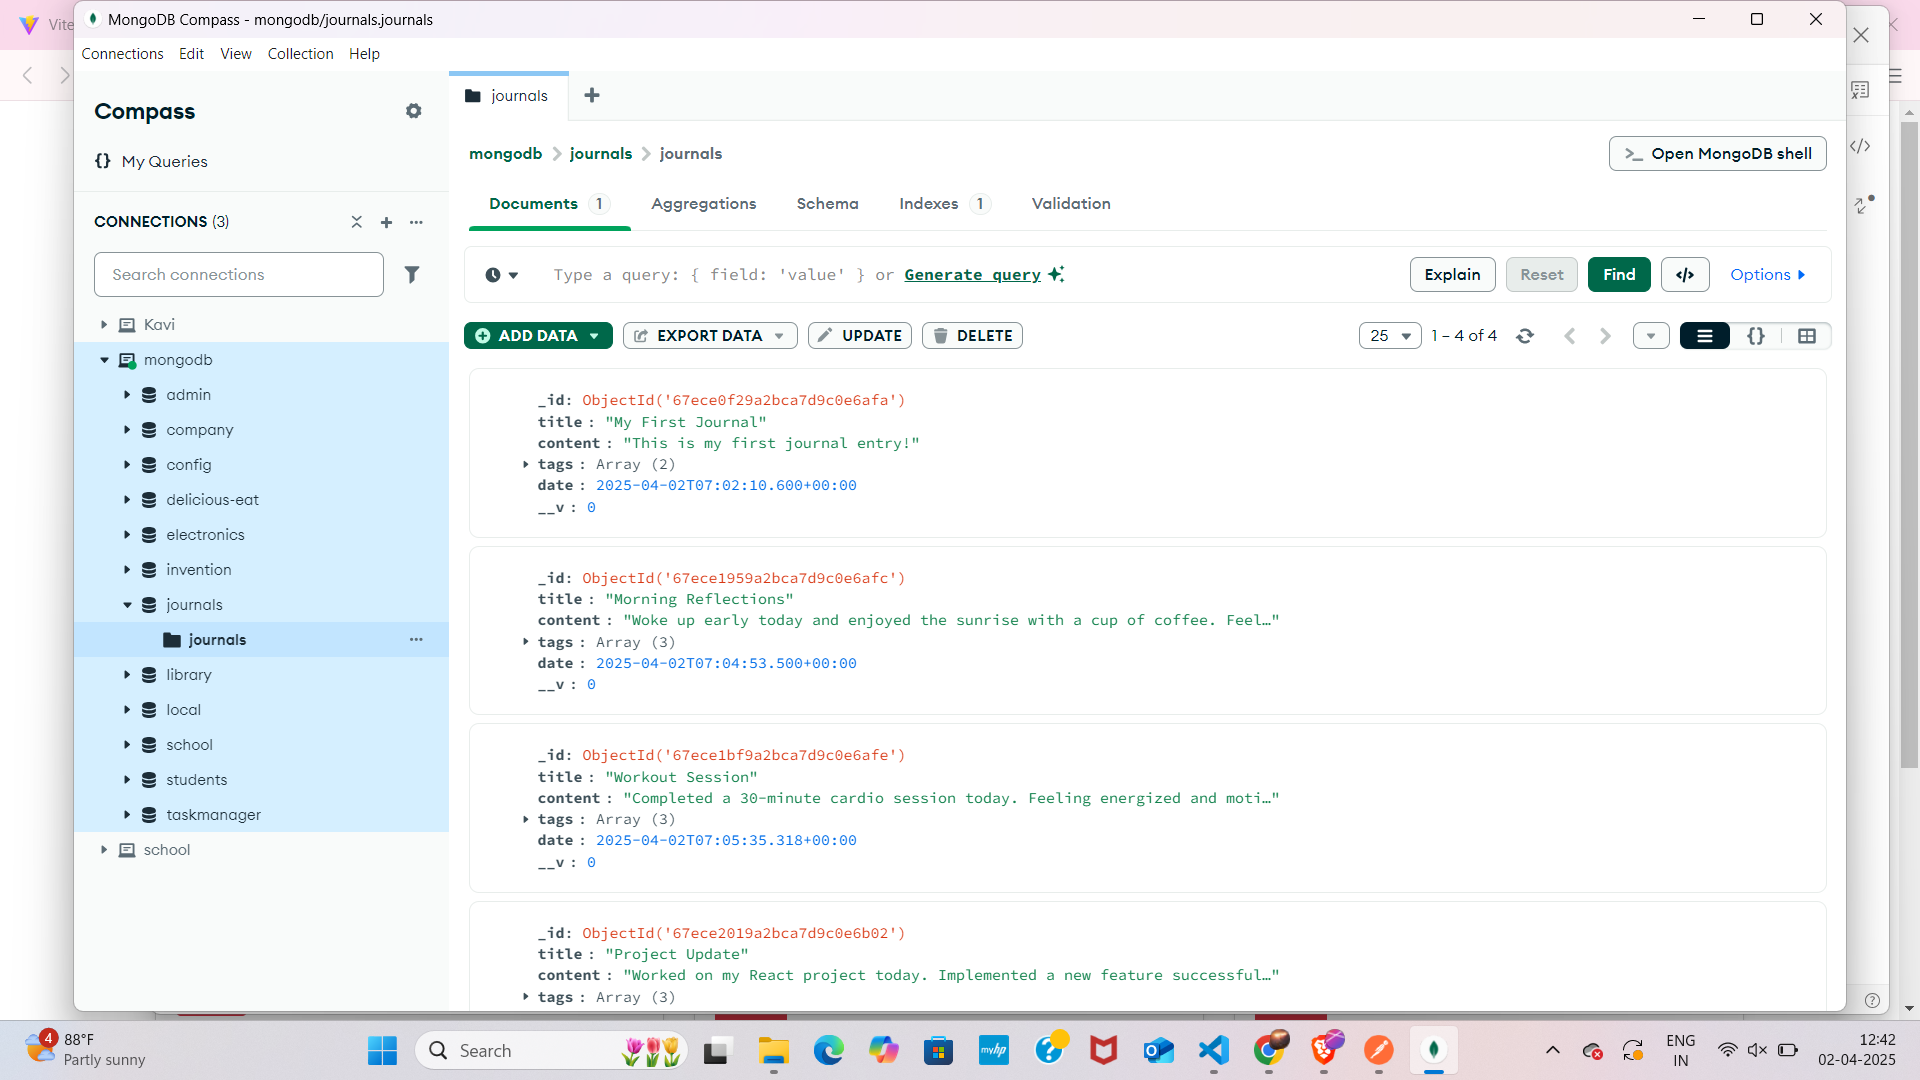 Vite
MongoDB Compass - mongodb/journals.journals
Connections Edit View Collection Help
Compass
My Queries
CONNECTIONS (3)
Search connections
Kavi
mongodb
admin
company
config
delicious-eat
electronics
invention
journals
journals
library
local
school
students
taskmanager
school
journals
mongodb > journals > journals
>_ Open MongoDB shell
Documents 1 Aggregations Schema Indexes 1 Validation
Type a query: { field: 'value' } or Generate query
Explain Reset Find </> Options
ADD DATA EXPORT DATA UPDATE DELETE
25 1 – 4 of 4 {}
_id: ObjectId('67ece0f29a2bca7d9c0e6afa')
title : "My First Journal"
content : "This is my first journal entry!"
tags : Array (2)
date : 2025-04-02T07:02:10.600+00:00
__v : 0
_id: ObjectId('67ece1959a2bca7d9c0e6afc')
title : "Morning Reflections"
content : "Woke up early today and enjoyed the sunrise with a cup of coffee. Feel…"
tags : Array (3)
date : 2025-04-02T07:04:53.500+00:00
__v : 0
_id: ObjectId('67ece1bf9a2bca7d9c0e6afe')
title : "Workout Session"
content : "Completed a 30-minute cardio session today. Feeling energized and moti…"
tags : Array (3)
date : 2025-04-02T07:05:35.318+00:00
__v : 0
_id: ObjectId('67ece2019a2bca7d9c0e6b02')
title : "Project Update"
content : "Worked on my React project today. Implemented a new feature successful…"
tags : Array (3)
4
88°F
Partly sunny
Search
myhp
ENG
IN
12:42
02-04-2025